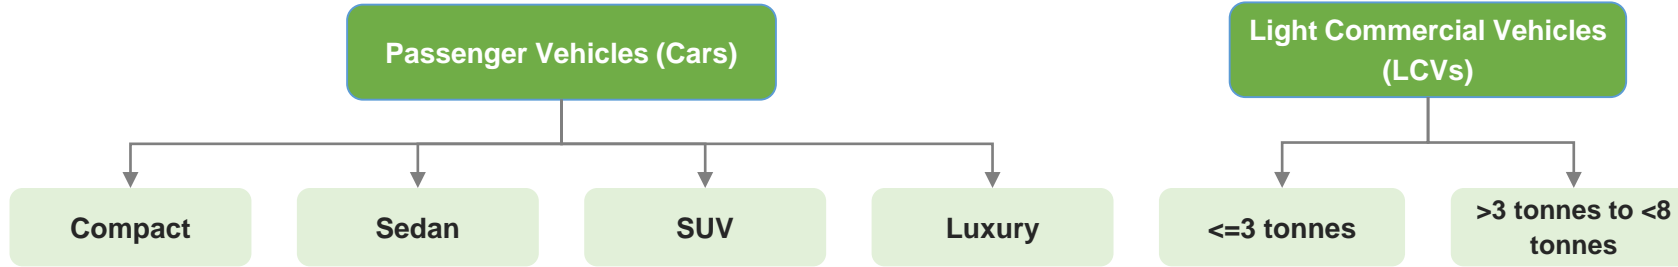 Passenger Vehicles (Cars)
Light Commercial Vehicles
(LCVs)
Compact
Sedan
SUV
Luxury
<=3 tonnes
>3 tonnes to <8
tonnes